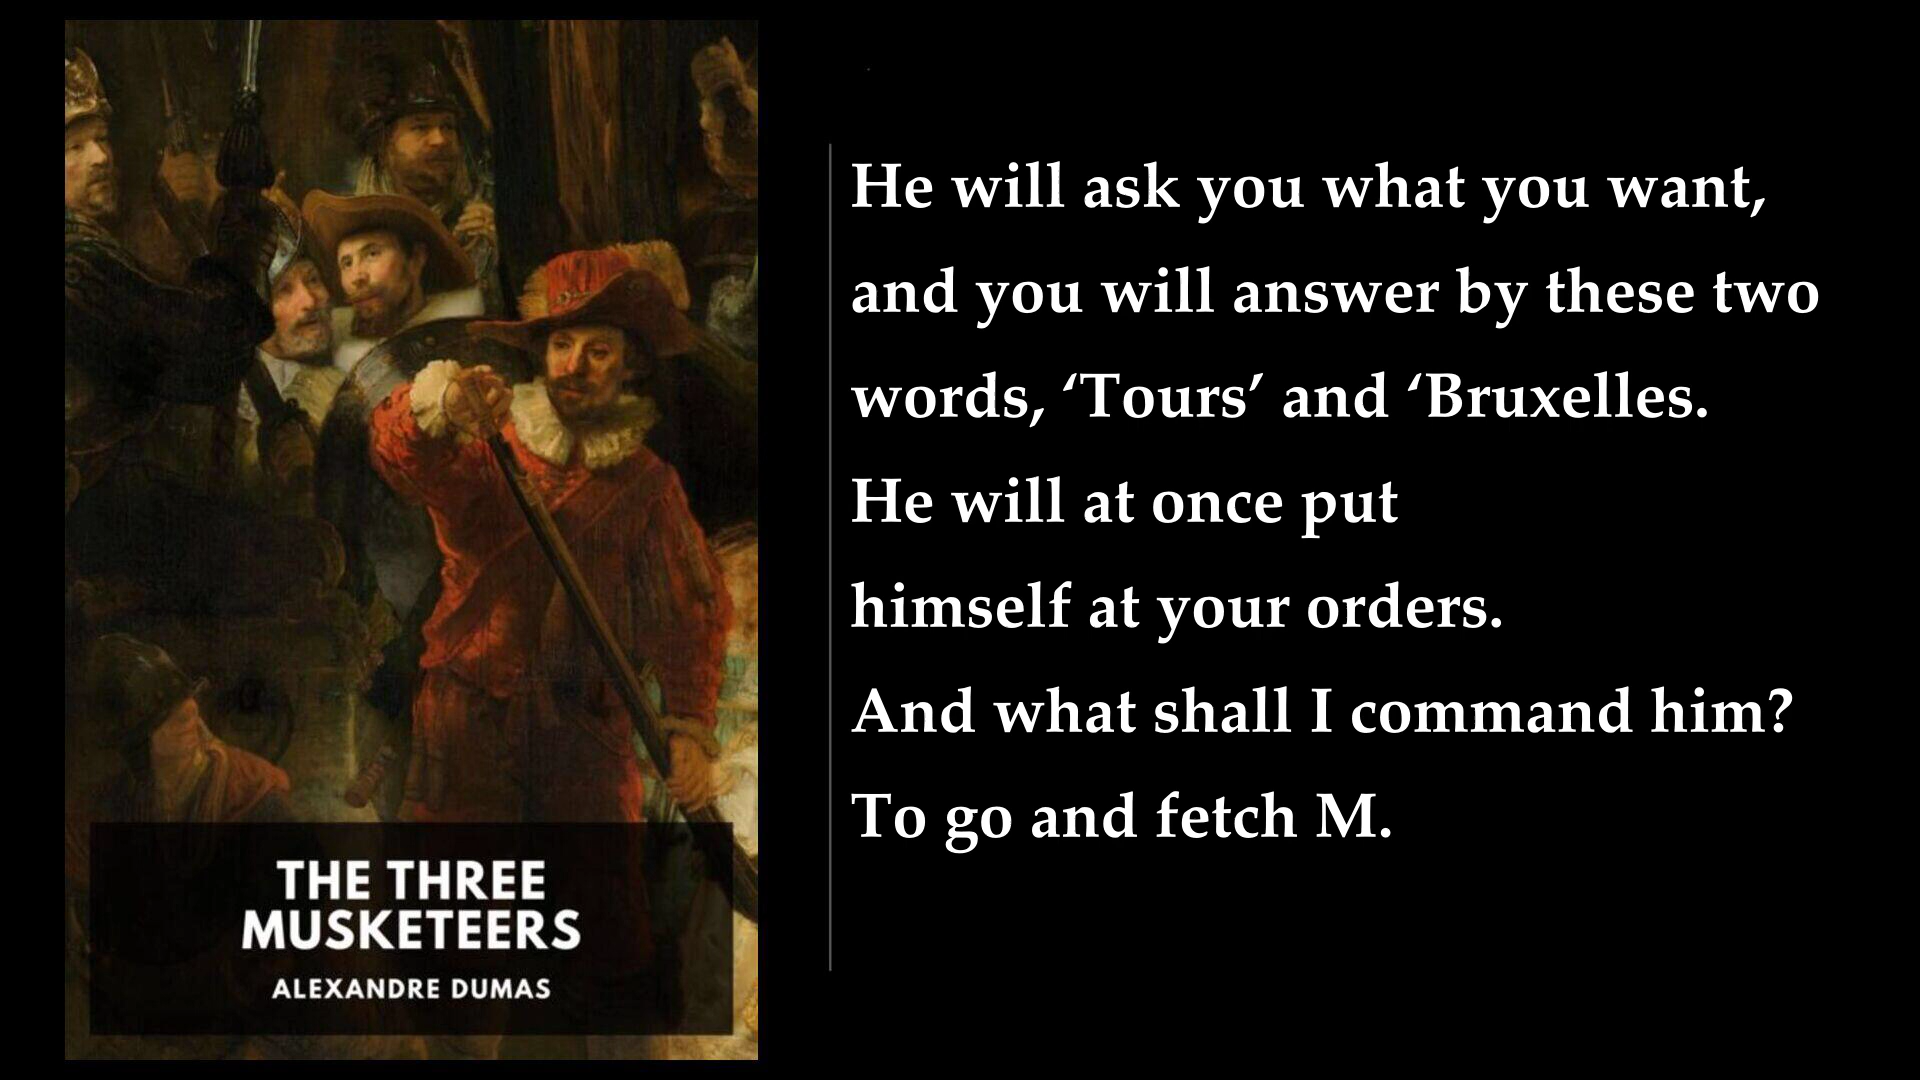 THE THREE
MUSKETEERS
ALEXANDRE DUMAS
He will ask you what you want,
and you will answer by these two
words, ‘Tours’ and ‘Bruxelles.
He will at once put
himself at your orders.
And what shall I command him?
To go and fetch M.